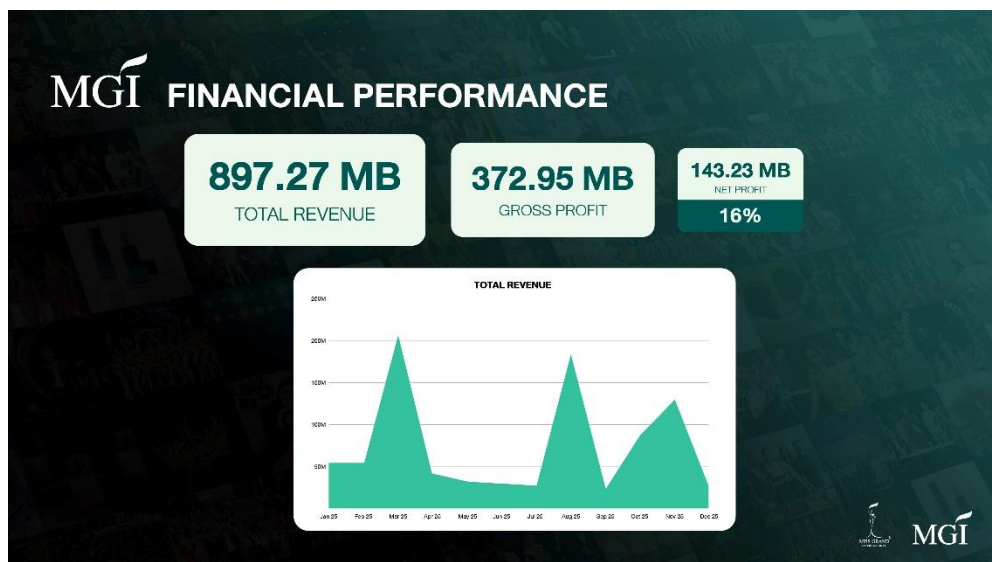 MGI FINANCIAL PERFORMANCE
897.27 MB
TOTAL REVENUE
372.95 MB
GROSS PROFIT
143.23 MB
NET PROFIT
16%
TOTAL REVENUE
200M
150M
100M
50M
Jan 25 Feb 25 Mar 25 Apr 25 May 25 Jun 25 Jul 25 Aug 25 Sep 25 Oct 25 Nov 25 Dec 25
MISS GRAND
MGI